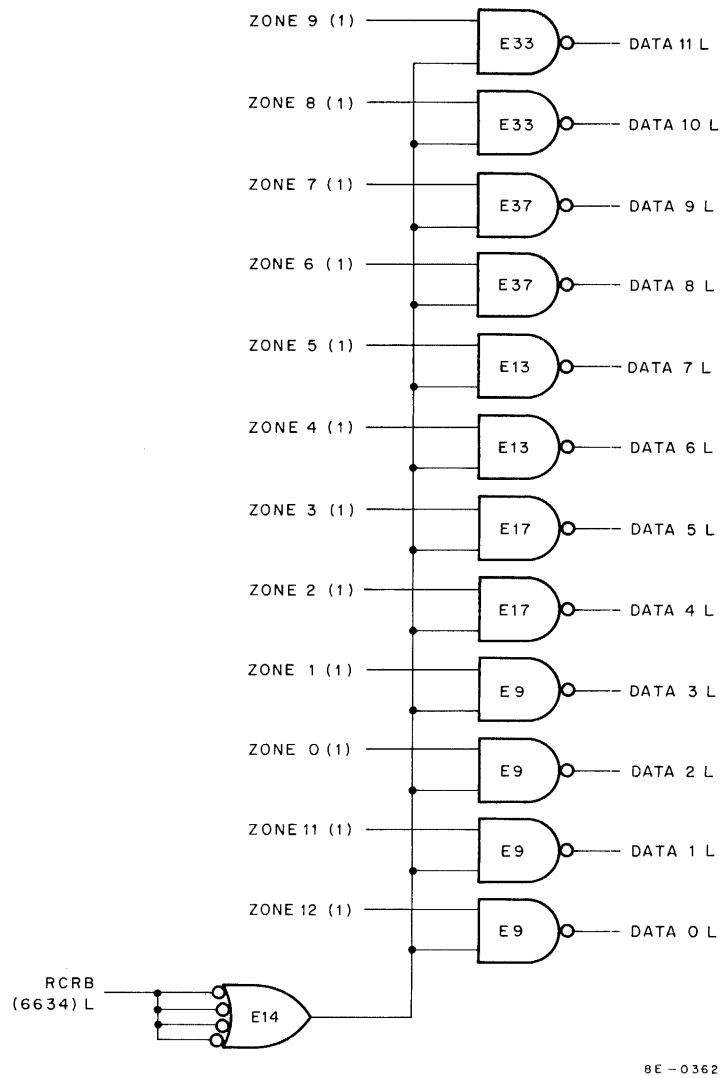 ZONE 9 (1) E33 DATA 11 L
ZONE 8 (1) E33 DATA 10 L
ZONE 7 (1) E37 DATA 9 L
ZONE 6 (1) E37 DATA 8 L
ZONE 5 (1) E13 DATA 7 L
ZONE 4 (1) E13 DATA 6 L
ZONE 3 (1) E17 DATA 5 L
ZONE 2 (1) E17 DATA 4 L
ZONE 1 (1) E9 DATA 3 L
ZONE 0 (1) E9 DATA 2 L
ZONE 11 (1) E9 DATA 1 L
ZONE 12 (1) E9 DATA 0 L
RCRB
(6634) L E14
8E-0362